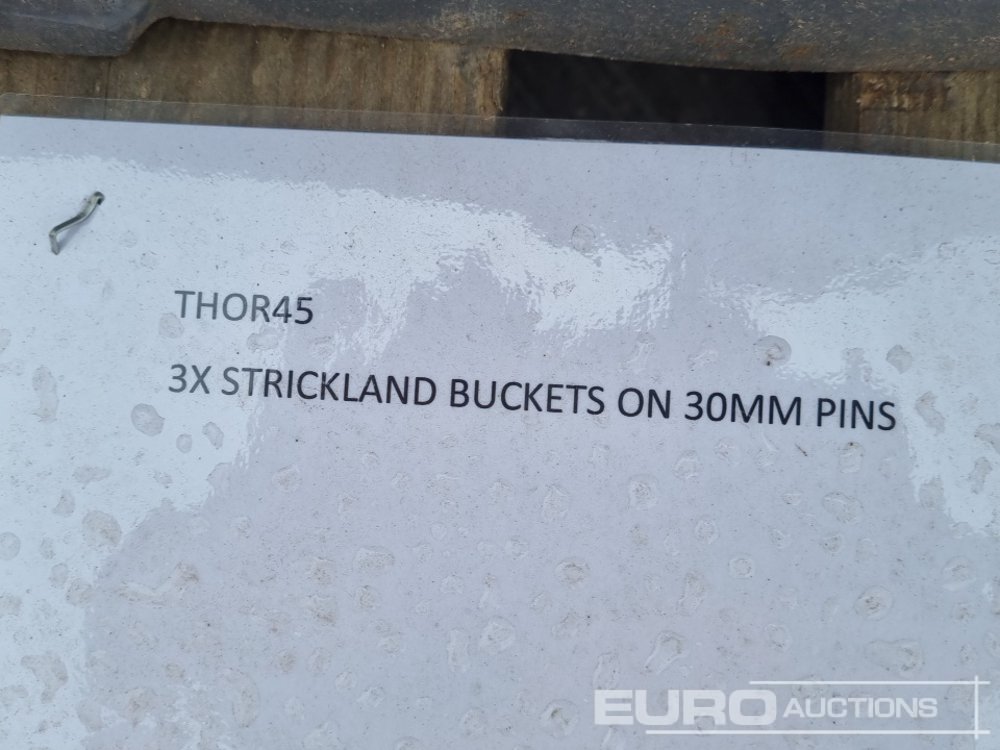 THOR45
3X STRICKLAND BUCKETS ON 30MM PINS
EURO AUCTIONS